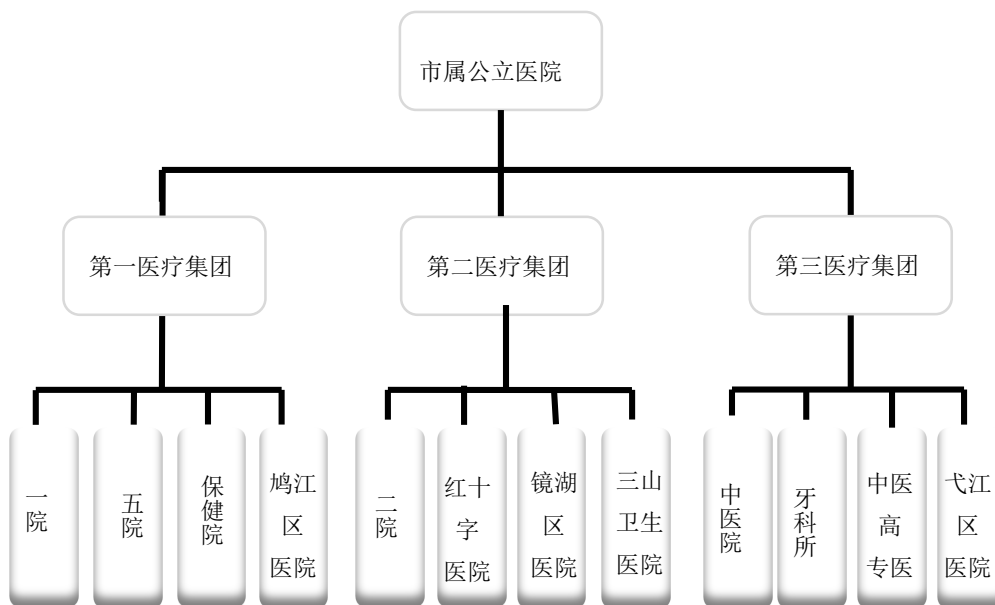 市属公立医院
第一医疗集团
第二医疗集团
第三医疗集团
一院
五院
保健院
鸠江
区
医院
二院
红十
字
医院
镜湖
区
医院
三山
卫生
医院
中医院
牙科所
中医
高
专医
弋江
区
医院